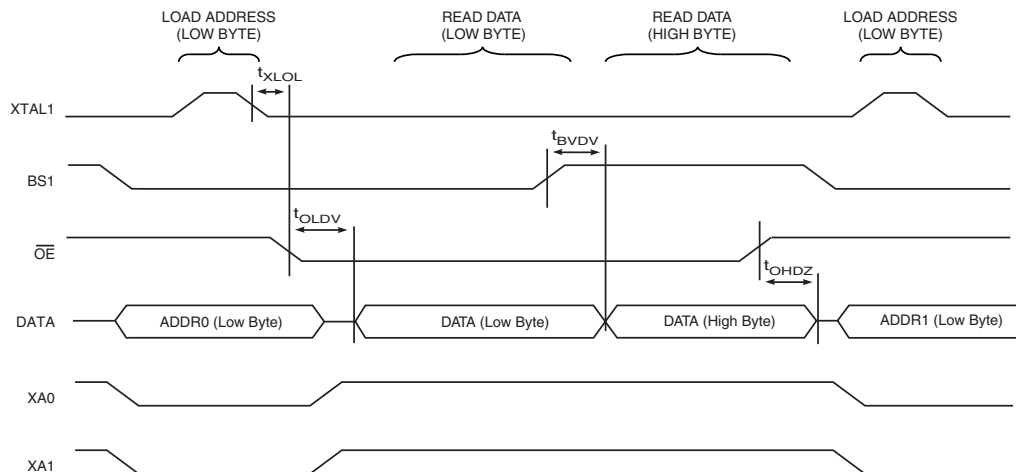 LOAD ADDRESS
(LOW BYTE)
READ DATA
(LOW BYTE)
READ DATA
(HIGH BYTE)
LOAD ADDRESS
(LOW BYTE)
tXLOL
XTAL1
tBVDV
BS1
tOLDV
OE
tOHDZ
DATA
ADDR0 (Low Byte)
DATA (Low Byte)
DATA (High Byte)
ADDR1 (Low Byte)
XA0
XA1